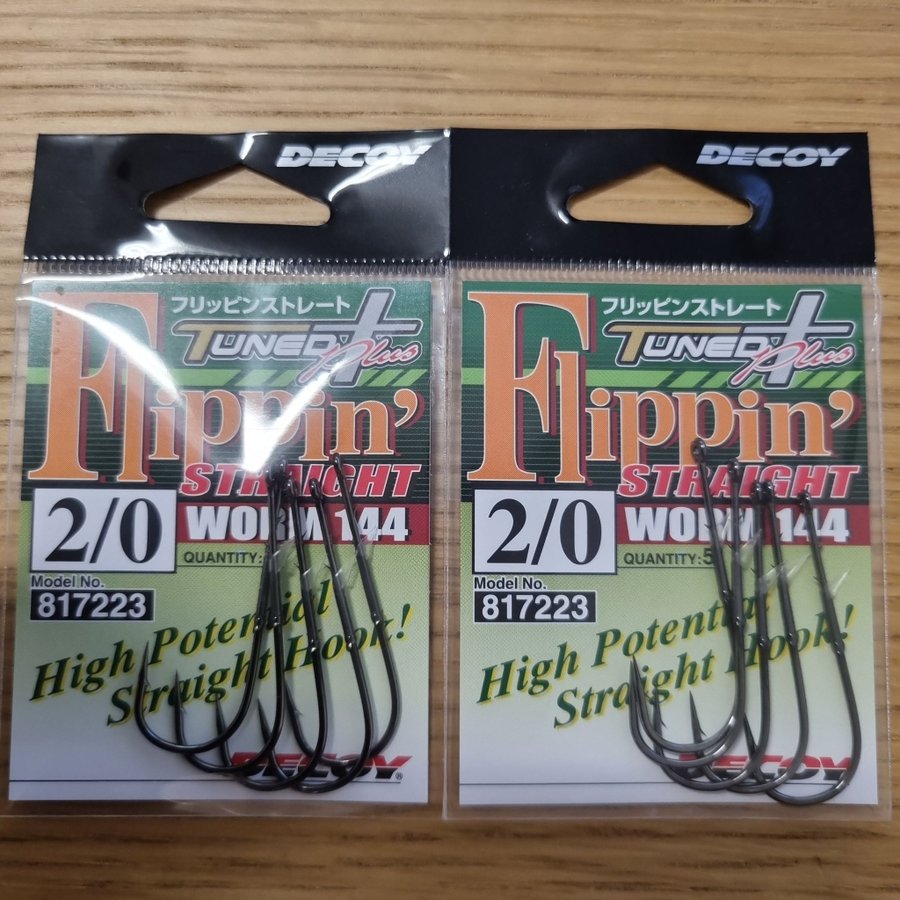 DECOY
フリッピンストレート
TUNED Plus
Flippin'
STRAIGHT
2/0
WORM 144
QUANTITY:
Model No.
817223
High Potential
Straight Hook!
DECOY®
DECOY
フリッピンストレート
TUNED Plus
Flippin'
STRAIGHT
2/0
WORM 144
QUANTITY: 5
Model No.
817223
High Potential
Straight Hook!
DECOY